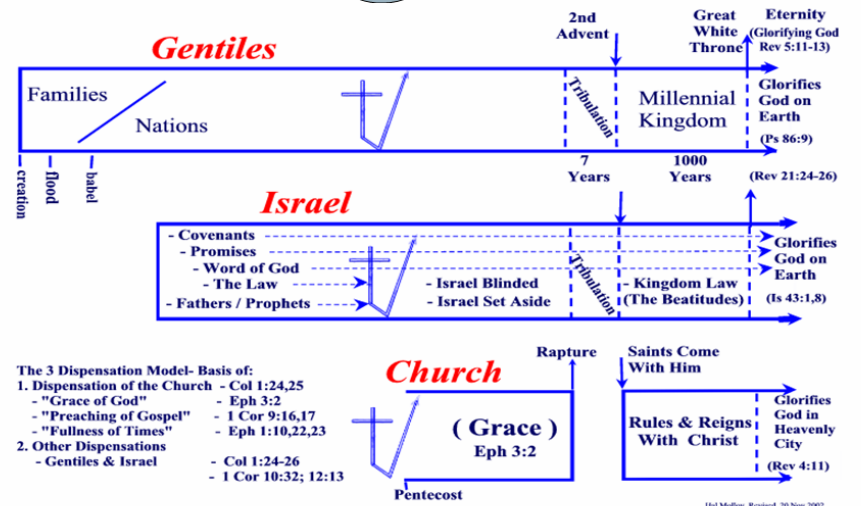 Gentiles
2nd
Advent
Great
White
Throne
Eternity
(Glorifying God
Rev 5:11-13)
Families
Nations
Tribulation
Millennial
Kingdom
Glorifies
God on
Earth
(Ps 86:9)
creation
flood
babel
7
Years
1000
Years
(Rev 21:24-26)
Israel
- Covenants
- Promises
- Word of God
- The Law
- Fathers / Prophets
- Israel Blinded
- Israel Set Aside
Tribulation
- Kingdom Law
(The Beatitudes)
Glorifies
God on
Earth
(Is 43:1,8)
Church
Rapture
Saints Come
With Him
The 3 Dispensation Model- Basis of:
1. Dispensation of the Church - Col 1:24,25
- "Grace of God" - Eph 3:2
- "Preaching of Gospel" - 1 Cor 9:16,17
- "Fullness of Times" - Eph 1:10,22,23
2. Other Dispensations
- Gentiles & Israel - Col 1:24-26
- 1 Cor 10:32; 12:13
( Grace )
Eph 3:2
Pentecost
Rules & Reigns
With Christ
Glorifies
God in
Heavenly
City
(Rev 4:11)
Revised, 20 Nov 2002